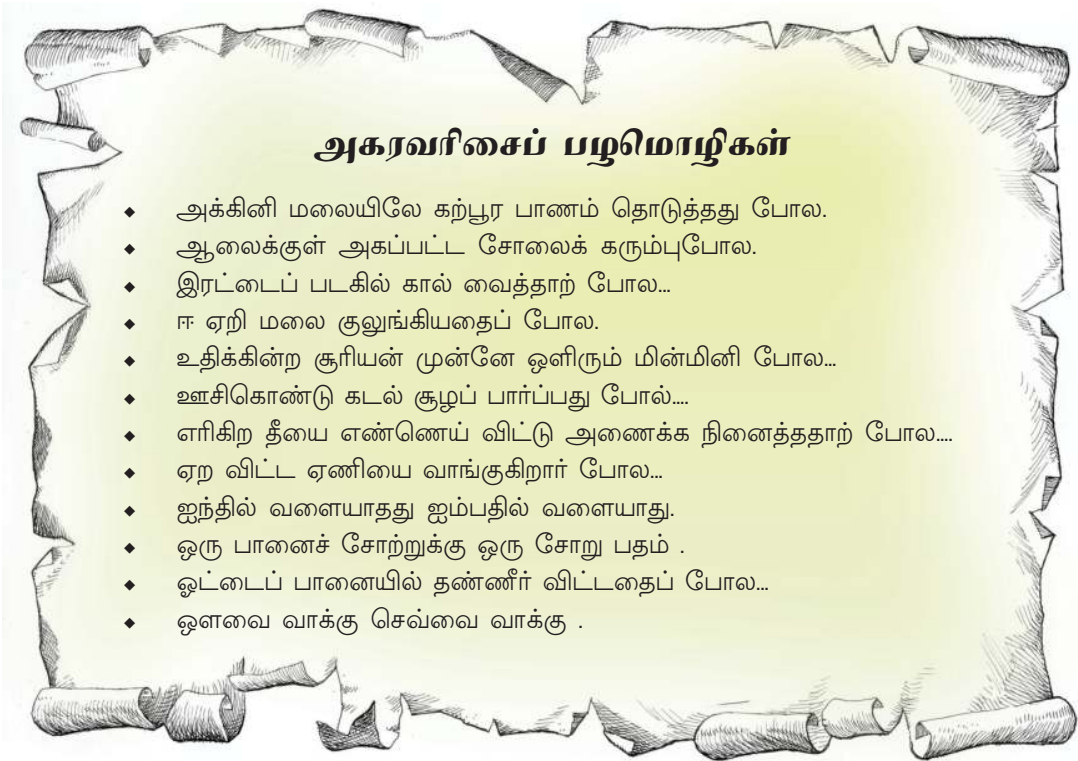 அகரவரிசைப் பழமொழிகள்
◆ அக்கினி மலையிலே கற்பூர பாணம் தொடுத்தது போல.
◆ ஆலைக்குள் அகப்பட்ட சோலைக் கரும்புபோல.
◆ இரட்டைப் படகில் கால் வைத்தாற் போல...
◆ ஈ ஏறி மலை குலுங்கியதைப் போல.
◆ உதிக்கின்ற சூரியன் முன்னே ஒளிரும் மின்மினி போல...
◆ ஊசிகொண்டு கடல் சூழப் பார்ப்பது போல்....
◆ எரிகிற தீயை எண்ணெய் விட்டு அணைக்க நினைத்ததாற் போல....
◆ ஏற விட்ட ஏணியை வாங்குகிறார் போல...
◆ ஐந்தில் வளையாதது ஐம்பதில் வளையாது.
◆ ஒரு பானைச் சோற்றுக்கு ஒரு சோறு பதம் .
◆ ஓட்டைப் பானையில் தண்ணீர் விட்டதைப் போல...
◆ ஔவை வாக்கு செவ்வை வாக்கு .